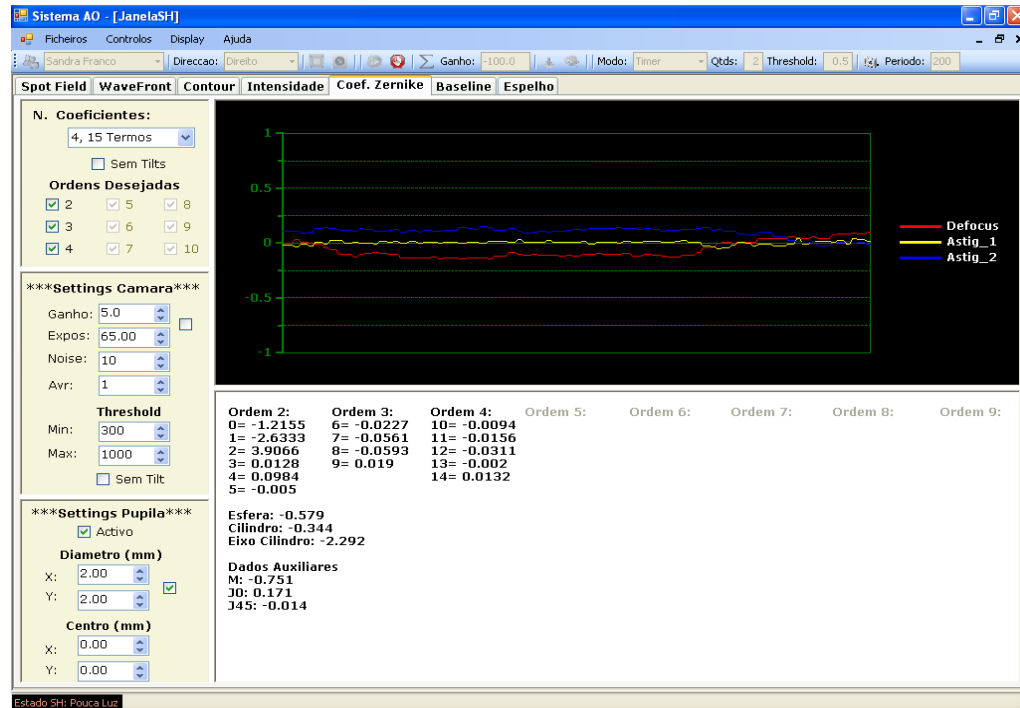 Sistema AO - [JanelaSH]
Ficheiros Controlos Display Ajuda
Sandra Franco Direccao: Direito Ganho: -100.0 Modo: Timer Qtds: 2 Threshold: 0.5 Periodo: 200
Spot Field WaveFront Contour Intensidade Coef. Zernike Baseline Espelho
N. Coeficientes:
4, 15 Termos
Sem Tilts
Ordens Desejadas
2 5 8
3 6 9
4 7 10
***Settings Camara***
Ganho: 5.0
Expos: 65.00
Noise: 10
Avr: 1
Threshold
Min: 300
Max: 1000
Sem Tilt
***Settings Pupila***
Activo
Diametro (mm)
X: 2.00
Y: 2.00
Centro (mm)
X: 0.00
Y: 0.00
1
0.5
0
-0.5
-1
Defocus
Astig_1
Astig_2
Ordem 2: Ordem 3: Ordem 4: Ordem 5: Ordem 6: Ordem 7: Ordem 8: Ordem 9:
0= -1.2155 6= -0.0227 10= -0.0094
1= -2.6333 7= -0.0561 11= -0.0156
2= 3.9066 8= -0.0593 12= -0.0311
3= 0.0128 9= 0.019 13= -0.002
4= 0.0984 14= 0.0132
5= -0.005
Esfera: -0.579
Cilindro: -0.344
Eixo Cilindro: -2.292
Dados Auxiliares
M: -0.751
J0: 0.171
J45: -0.014
Estado SH: Pouca Luz